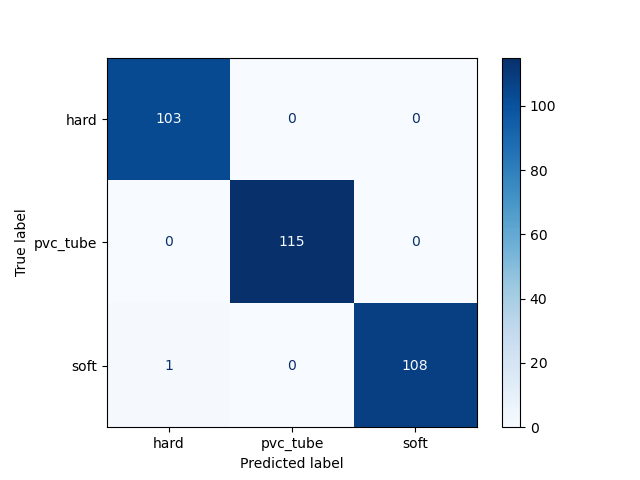 hard 103 0 0
pvc_tube 0 115 0
soft 1 0 108
hard pvc_tube soft
Predicted label
True label
100
80
60
40
20
0